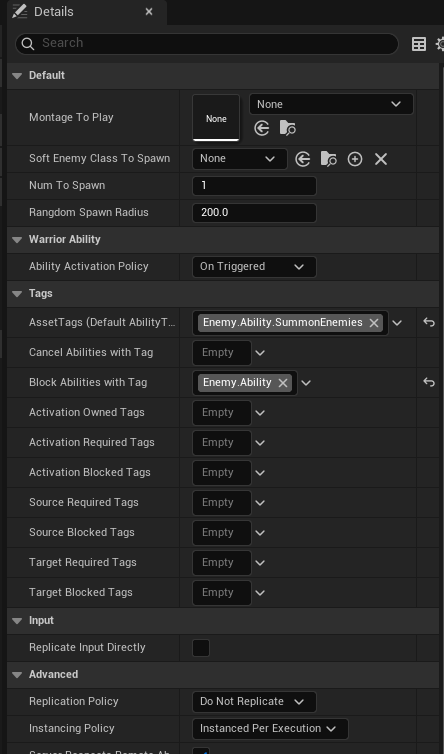 Details
Search
Default
Montage To Play
None
None
Soft Enemy Class To Spawn
None
Num To Spawn
1
Rangdom Spawn Radius
200.0
Warrior Ability
Ability Activation Policy
On Triggered
Tags
AssetTags (Default AbilityT...
Enemy.Ability.SummonEnemies
Cancel Abilities with Tag
Empty
Block Abilities with Tag
Enemy.Ability
Activation Owned Tags
Empty
Activation Required Tags
Empty
Activation Blocked Tags
Empty
Source Required Tags
Empty
Source Blocked Tags
Empty
Target Required Tags
Empty
Target Blocked Tags
Empty
Input
Replicate Input Directly
Advanced
Replication Policy
Do Not Replicate
Instancing Policy
Instanced Per Execution
Server Respects Remote Ab